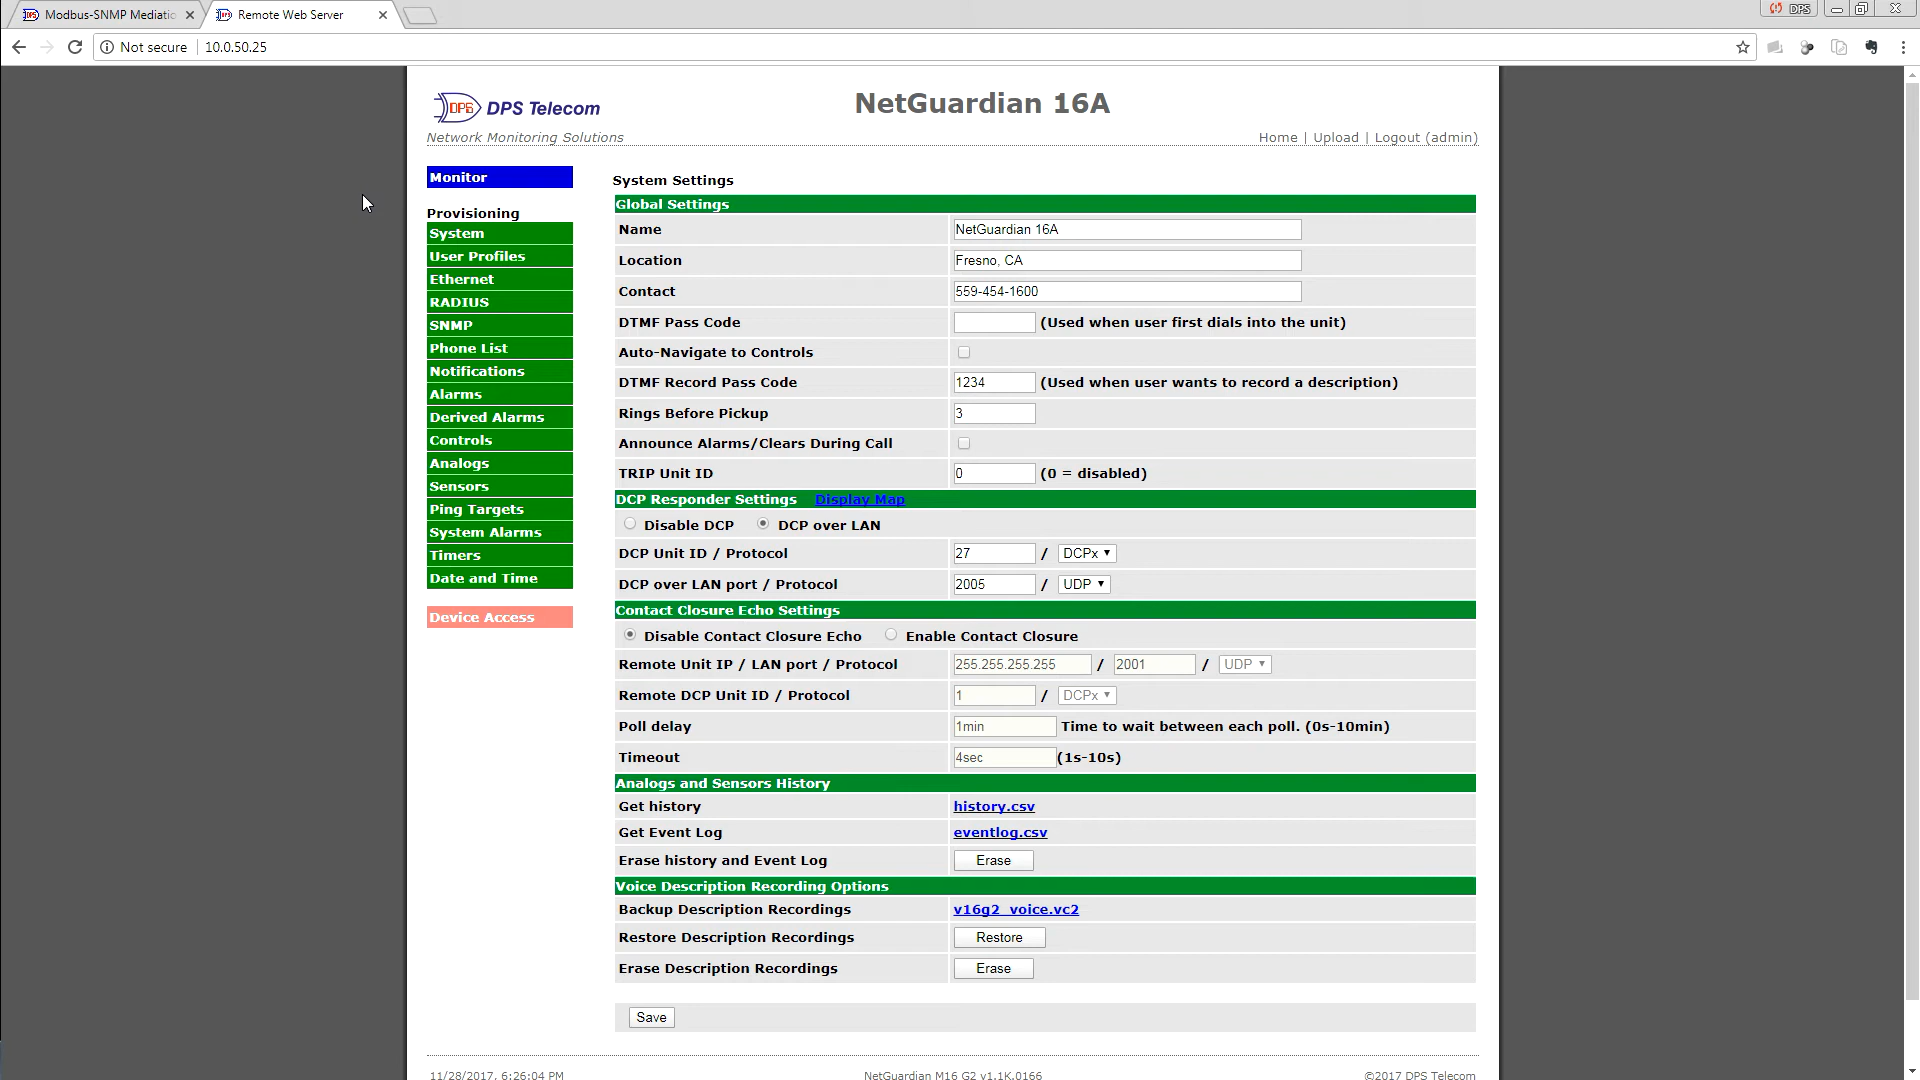 Modbus-SNMP Mediatio
Remote Web Server
DPS
Not secure
10.0.50.25
DPS DPS Telecom
NetGuardian 16A
Network Monitoring Solutions
Home | Upload | Logout (admin)
Monitor
Provisioning
System
User Profiles
Ethernet
RADIUS
SNMP
Phone List
Notifications
Alarms
Derived Alarms
Controls
Analogs
Sensors
Ping Targets
System Alarms
Timers
Date and Time
Device Access
System Settings
Global Settings
Name NetGuardian 16A
Location Fresno, CA
Contact 559-454-1600
DTMF Pass Code (Used when user first dials into the unit)
Auto-Navigate to Controls
DTMF Record Pass Code 1234 (Used when user wants to record a description)
Rings Before Pickup 3
Announce Alarms/Clears During Call
TRIP Unit ID 0 (0 = disabled)
DCP Responder Settings Display Map
Disable DCP DCP over LAN
DCP Unit ID / Protocol 27 / DCPx
DCP over LAN port / Protocol 2005 / UDP
Contact Closure Echo Settings
Disable Contact Closure Echo Enable Contact Closure
Remote Unit IP / LAN port / Protocol 255.255.255.255 / 2001 / UDP
Remote DCP Unit ID / Protocol 1 / DCPx
Poll delay 1min Time to wait between each poll. (0s-10min)
Timeout 4sec (1s-10s)
Analogs and Sensors History
Get history history.csv
Get Event Log eventlog.csv
Erase history and Event Log Erase
Voice Description Recording Options
Backup Description Recordings v16g2_voice.vc2
Restore Description Recordings Restore
Erase Description Recordings Erase
Save
11/28/2017, 6:26:04 PM
NetGuardian M16 G2 v1.1K.0166
©2017 DPS Telecom